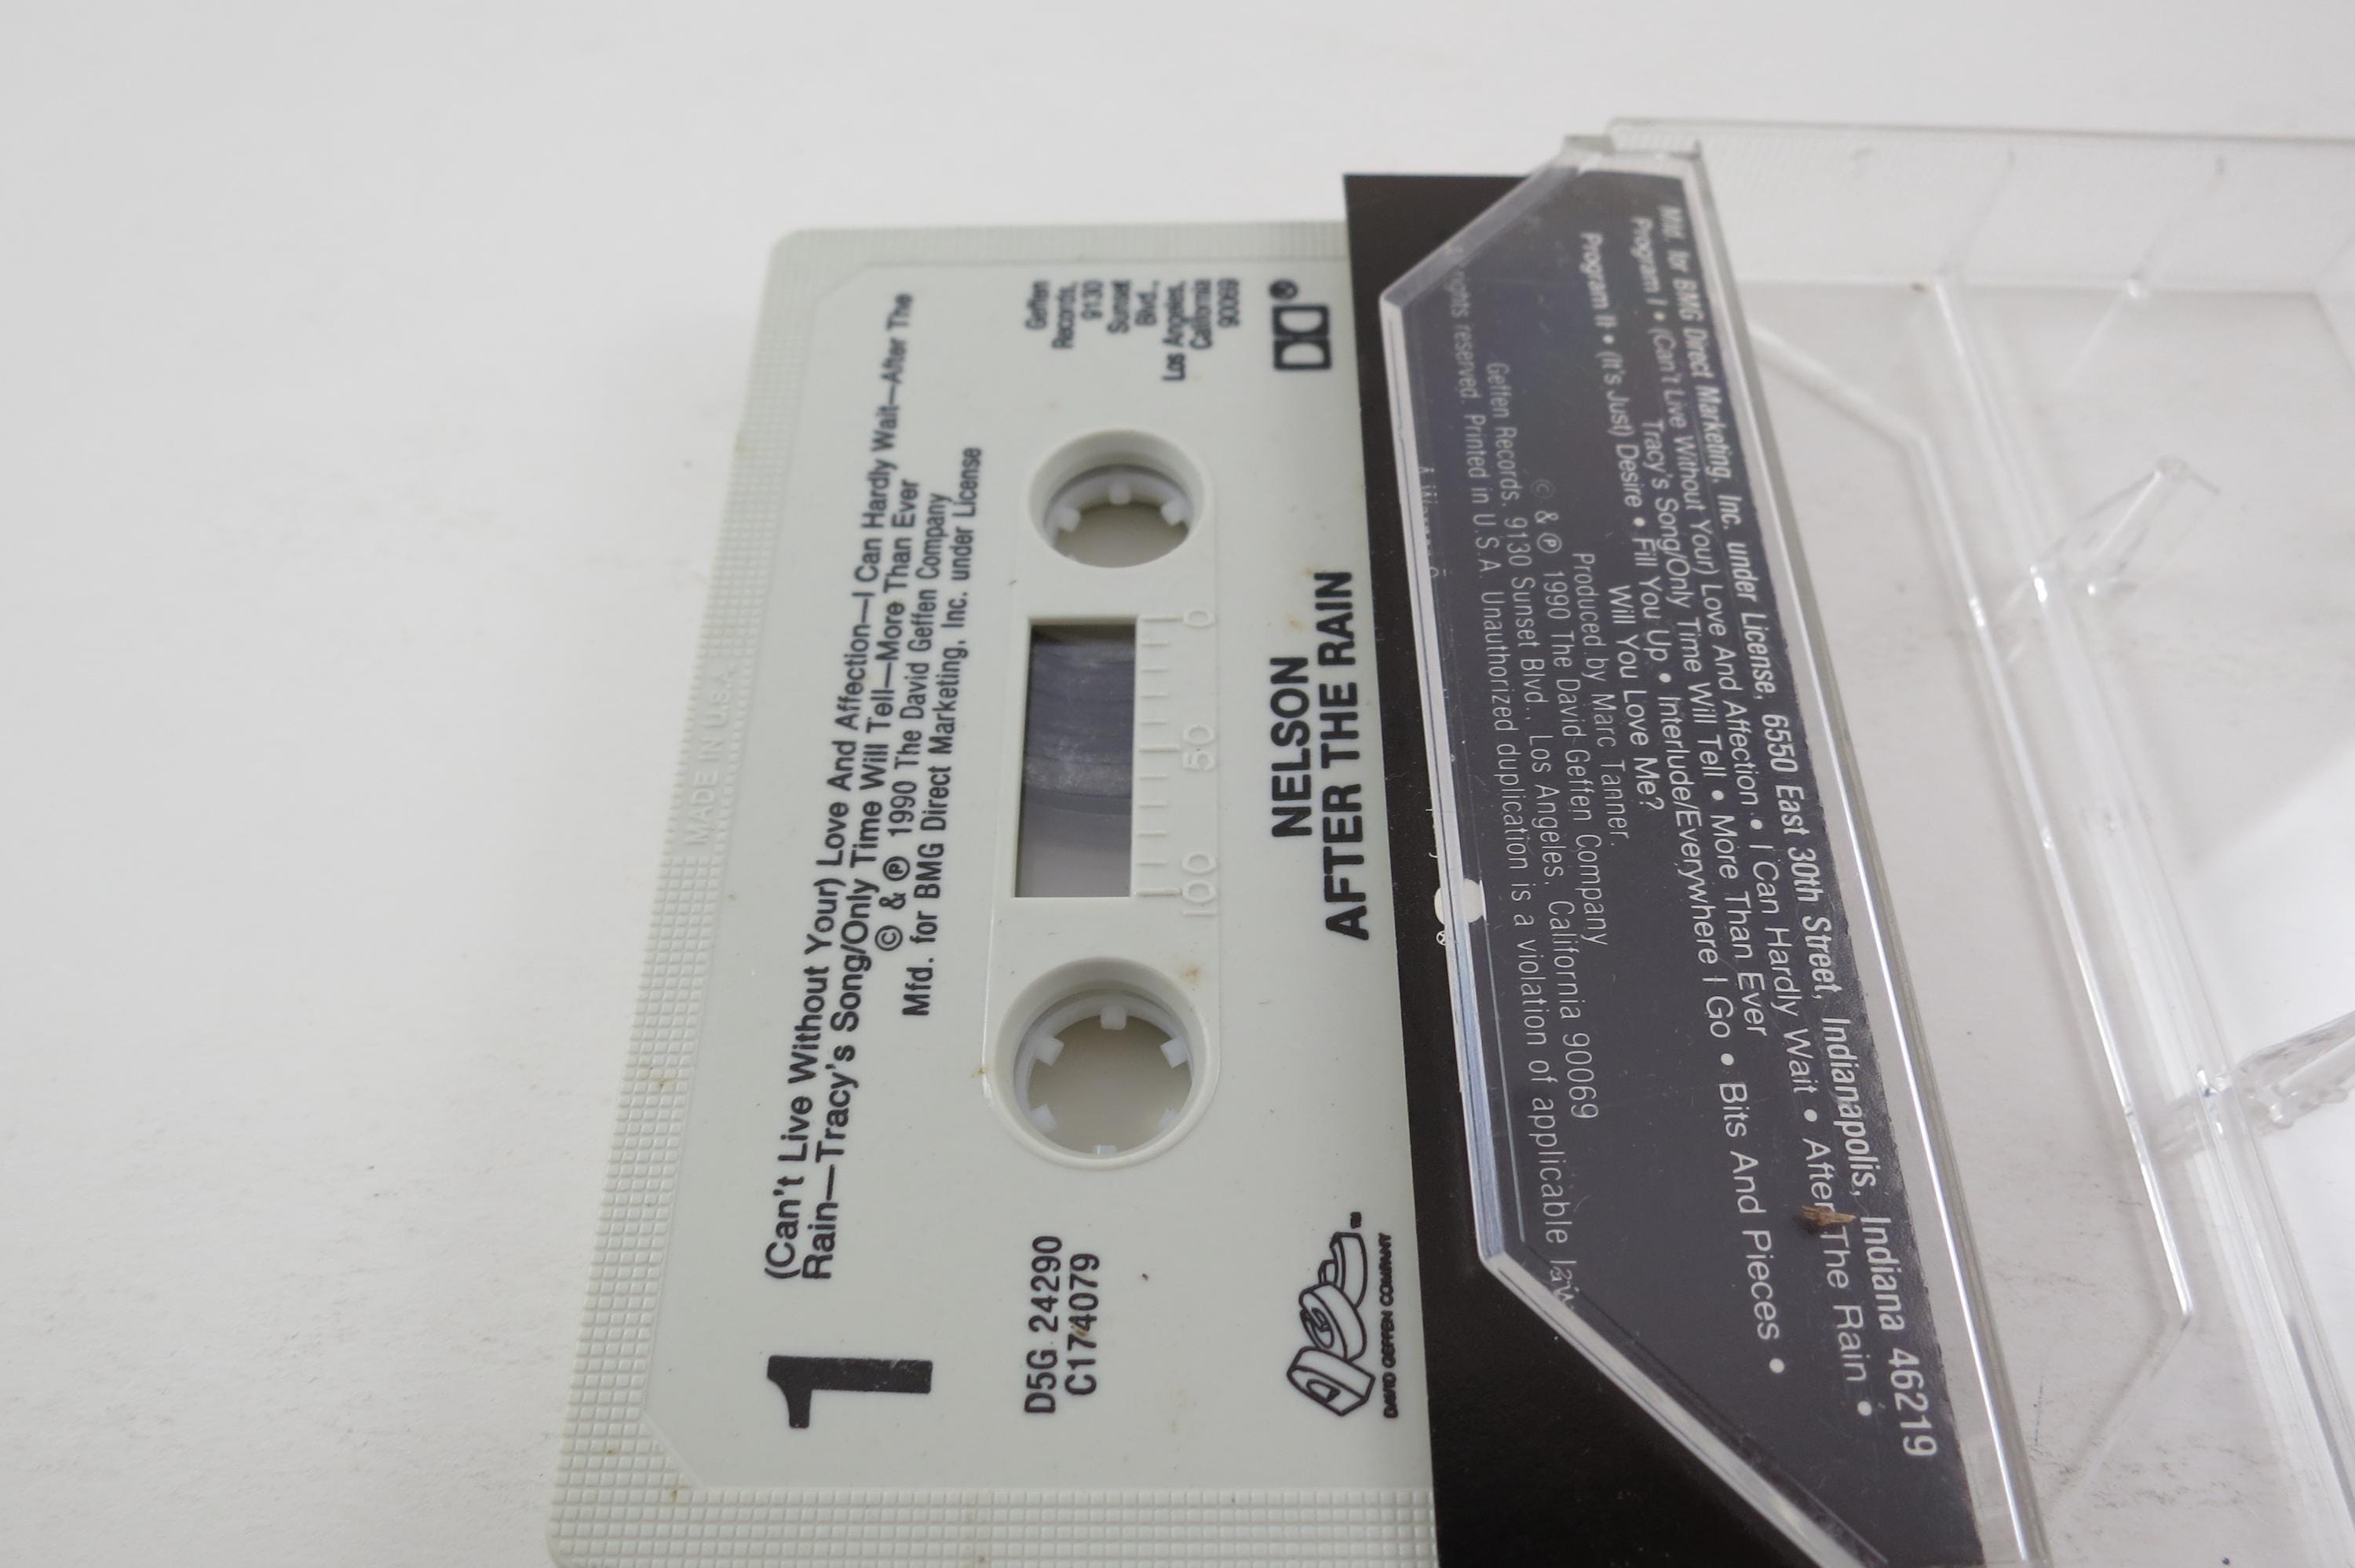 (Can't Live Without Your) Love And Affection—I Can Hardly Wait—After The
Rain—Tracy's Song/Only Time Will Tell—More Than Ever
© & ℗ 1990 The David Geffen Company
Mfd. for BMG Direct Marketing, Inc. under License
1
D5G 24290
C174079
0
50
100
Geffen
Records,
9130
Sunset
Blvd.,
Los Angeles,
California
90069
NELSON
AFTER THE RAIN
DAVID GEFFEN COMPANY™
MADE IN U.S.A.
Mfd. for BMG Direct Marketing, Inc. under License, 6550 East 30th Street, Indianapolis, Indiana 46219
Program I • (Can't Live Without Your) Love And Affection • I Can Hardly Wait • After The Rain •
Tracy's Song/Only Time Will Tell • More Than Ever
Program II • (It's Just) Desire • Fill You Up • Interlude/Everywhere I Go • Bits And Pieces •
Will You Love Me?
Produced by Marc Tanner.
© & ℗ 1990 The David Geffen Company
Geffen Records, 9130 Sunset Blvd., Los Angeles, California 90069
rights reserved. Printed in U.S.A. Unauthorized duplication is a violation of applicable laws